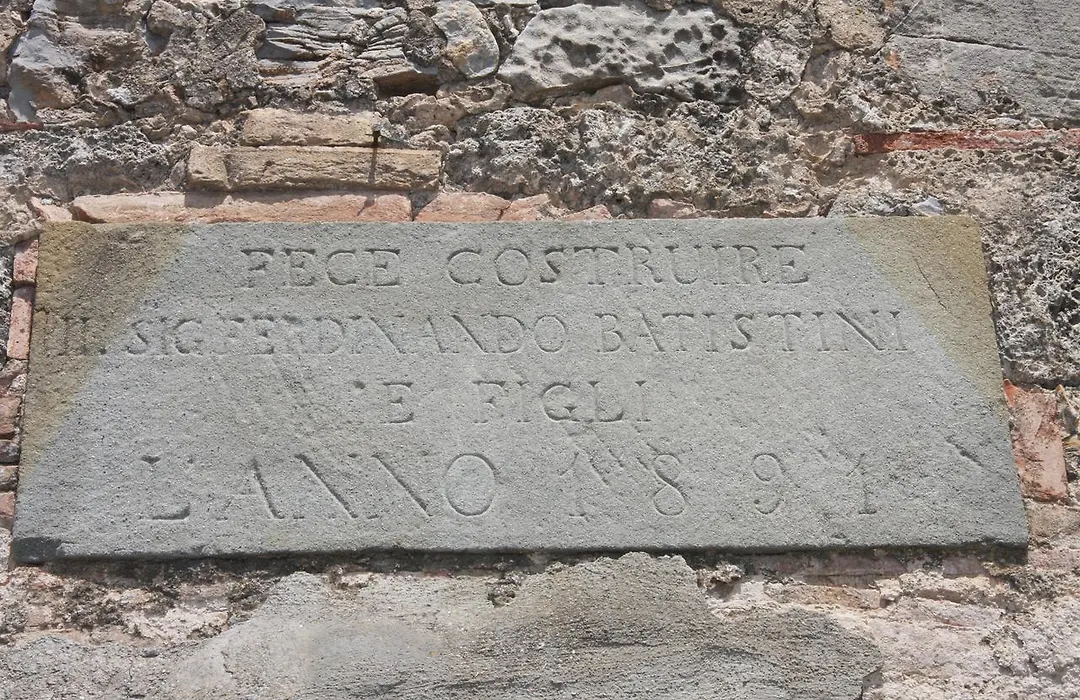 FECE COSTRUIRE
IL SIG. FERDINANDO BATISTINI
E FIGLI
L'ANNO 1891